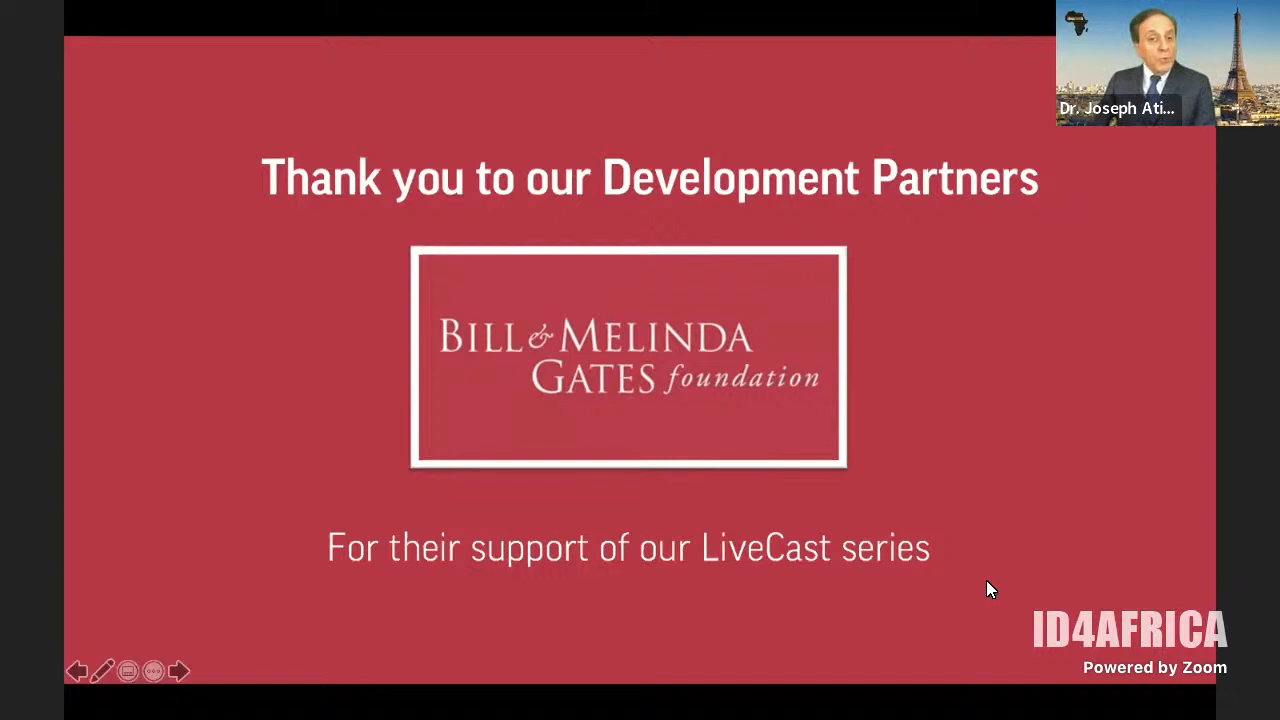 Dr. Joseph Ati...
Thank you to our Development Partners
BILL & MELINDA
GATES foundation
For their support of our LiveCast series
ID4AFRICA
Powered by Zoom